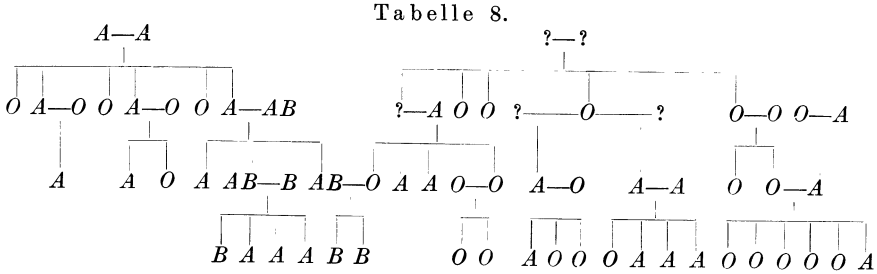 Tabelle 8.
A—A ?—?
O A—O O A—O O A—AB ?—A O O ?—O—? O—O O—A
A A O A AB—B AB—O A A O—O A—O A—A O O—A
B A A A B B O O A O O O A A A O O O O O A